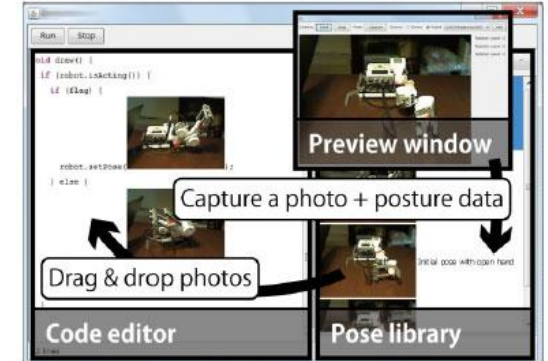 Run Stop
oid draw() {
if (robot.isActing()) {
if (flag) {
robot.setPose( );
} else {
Preview window
Capture a photo + posture data
Drag & drop photos
Initial pose with open hand
Code editor
Pose library